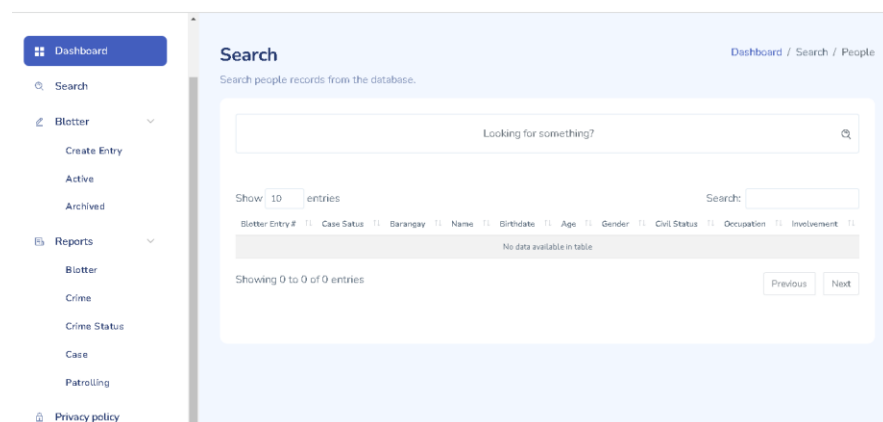 Dashboard
Search
Blotter
Create Entry
Active
Archived
Reports
Blotter
Crime
Crime Status
Case
Patrolling
Privacy policy
Search
Dashboard / Search / People
Search people records from the database.
Looking for something?
Show 10 entries
Search:
Blotter Entry # Case Satus Barangay Name Birthdate Age Gender Civil Status Occupation Involvement
No data available in table
Showing 0 to 0 of 0 entries
Previous Next